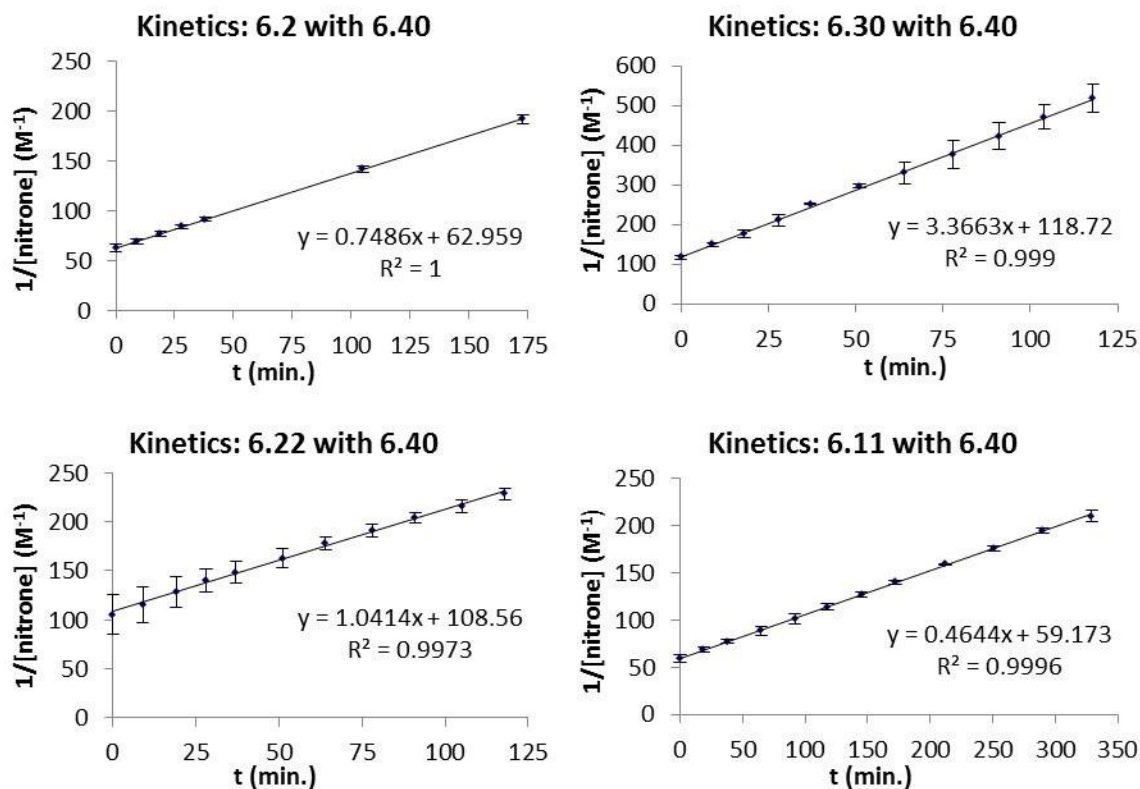 Kinetics: 6.2 with 6.40
250
200
150
100
50
0
1/[nitrone] (M⁻¹)
y = 0.7486x + 62.959
R² = 1
0 25 50 75 100 125 150 175
t (min.)
Kinetics: 6.30 with 6.40
600
500
400
300
200
100
0
1/[nitrone] (M⁻¹)
y = 3.3663x + 118.72
R² = 0.999
0 25 50 75 100 125
t (min.)
Kinetics: 6.22 with 6.40
250
200
150
100
50
0
1/[nitrone] (M⁻¹)
y = 1.0414x + 108.56
R² = 0.9973
0 25 50 75 100 125
t (min.)
Kinetics: 6.11 with 6.40
250
200
150
100
50
0
1/[nitrone] (M⁻¹)
y = 0.4644x + 59.173
R² = 0.9996
0 50 100 150 200 250 300 350
t (min.)